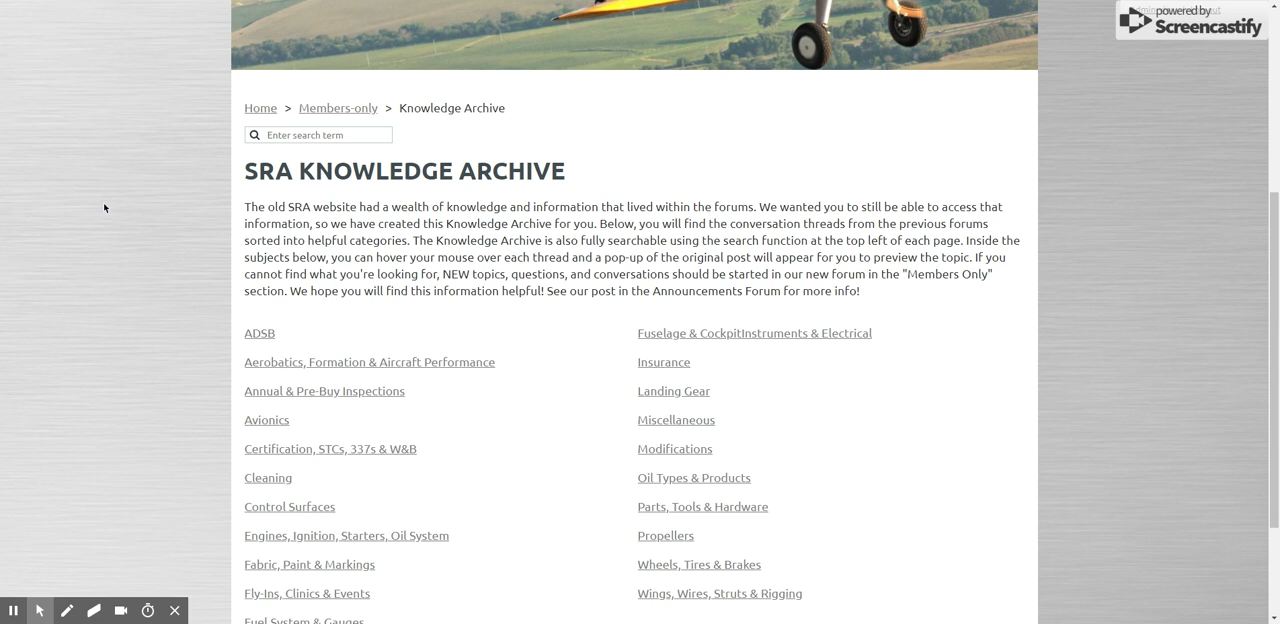 powered by
Screencastify
Home > Members-only > Knowledge Archive
Enter search term
SRA KNOWLEDGE ARCHIVE
The old SRA website had a wealth of knowledge and information that lived within the forums. We wanted you to still be able to access that
information, so we have created this Knowledge Archive for you. Below, you will find the conversation threads from the previous forums
sorted into helpful categories. The Knowledge Archive is also fully searchable using the search function at the top left of each page. Inside the
subjects below, you can hover your mouse over each thread and a pop-up of the original post will appear for you to preview the topic. If you
cannot find what you're looking for, NEW topics, questions, and conversations should be started in our new forum in the "Members Only"
section. We hope you will find this information helpful! See our post in the Announcements Forum for more info!
ADSB
Aerobatics, Formation & Aircraft Performance
Annual & Pre-Buy Inspections
Avionics
Certification, STCs, 337s & W&B
Cleaning
Control Surfaces
Engines, Ignition, Starters, Oil System
Fabric, Paint & Markings
Fly-Ins, Clinics & Events
Fuel System & Gauges
Fuselage & CockpitInstruments & Electrical
Insurance
Landing Gear
Miscellaneous
Modifications
Oil Types & Products
Parts, Tools & Hardware
Propellers
Wheels, Tires & Brakes
Wings, Wires, Struts & Rigging